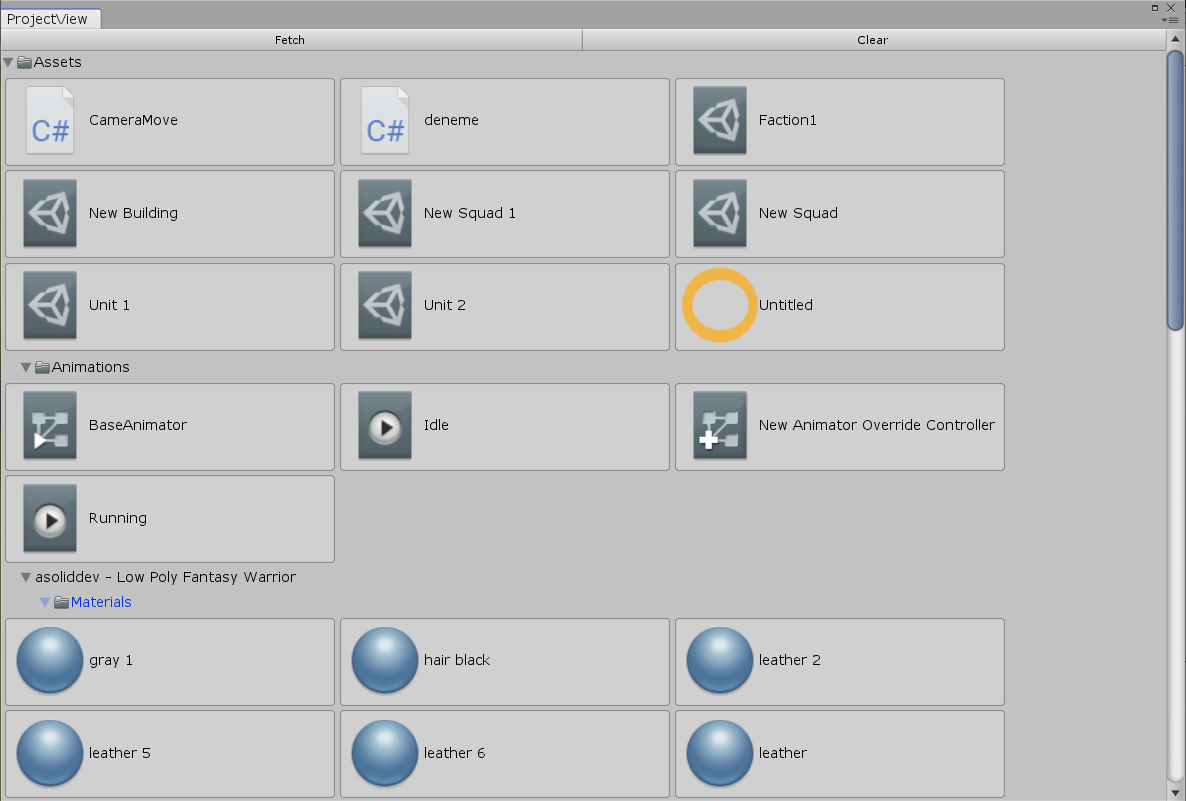 ProjectView
Fetch
Clear
Assets
C# CameraMove
C# deneme
Faction1
New Building
New Squad 1
New Squad
Unit 1
Unit 2
Untitled
Animations
BaseAnimator
Idle
New Animator Override Controller
Running
asoliddev - Low Poly Fantasy Warrior
Materials
gray 1
hair black
leather 2
leather 5
leather 6
leather